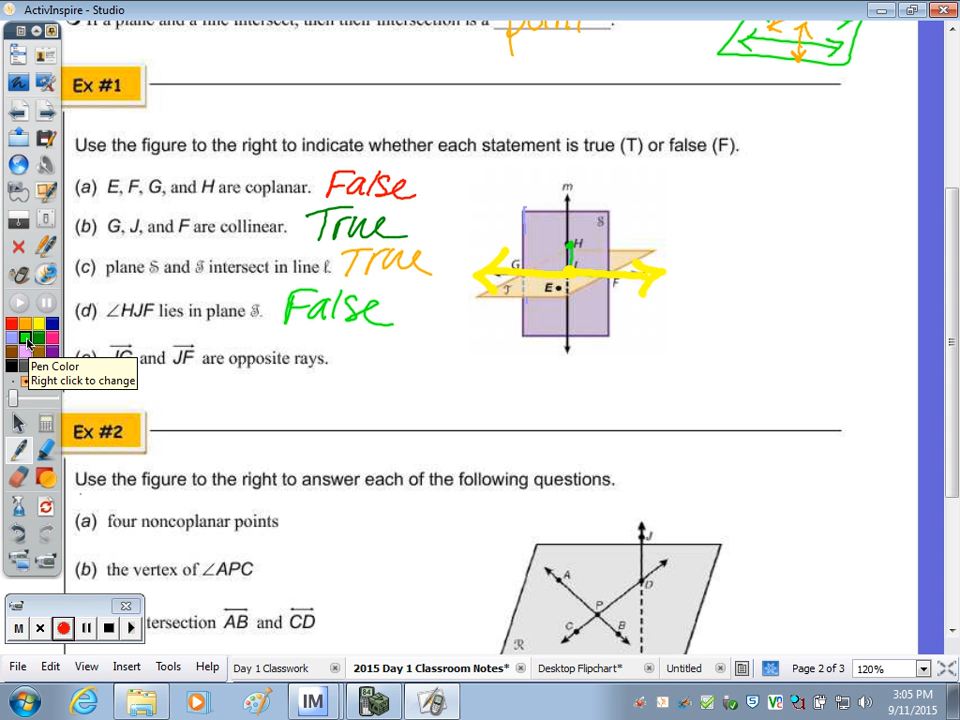 ActivInspire - Studio
If a plane and a line intersect, then their intersection is a point.
Ex #1
Use the figure to the right to indicate whether each statement is true (T) or false (F).
(a) E, F, G, and H are coplanar. False
(b) G, J, and F are collinear. True
(c) plane S and T intersect in line ℓ. True
(d) ∠HJF lies in plane T. False
and JF are opposite rays.
m
S
H
G
F
T
E
Pen Color
Right click to change
Ex #2
Use the figure to the right to answer each of the following questions.
(a) four noncoplanar points
(b) the vertex of ∠APC
tersection AB and CD
J
A
D
P
C
B
R
M
File Edit View Insert Tools Help
Day 1 Classwork
2015 Day 1 Classroom Notes*
Desktop Flipchart*
Untitled
Page 2 of 3
120%
IM
84
3:05 PM
9/11/2015